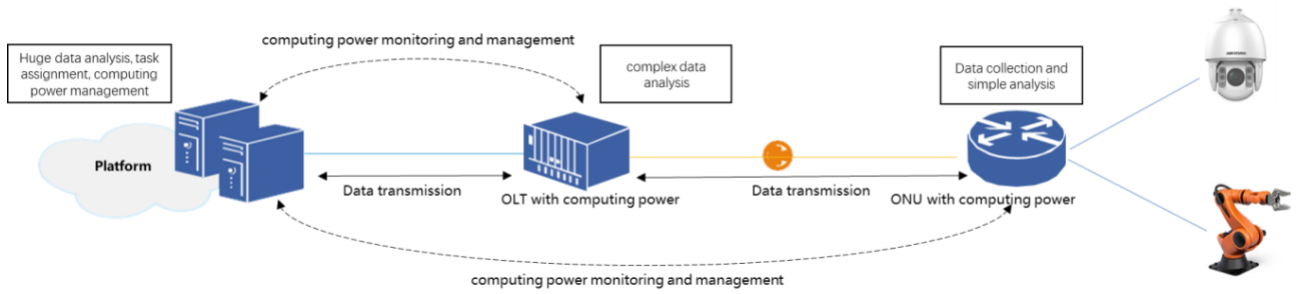 computing power monitoring and management
Huge data analysis, task
assignment, computing
power management
complex data
analysis
Data collection and
simple analysis
HIKVISION
Platform
Data transmission
OLT with computing power
Data transmission
ONU with computing power
computing power monitoring and management